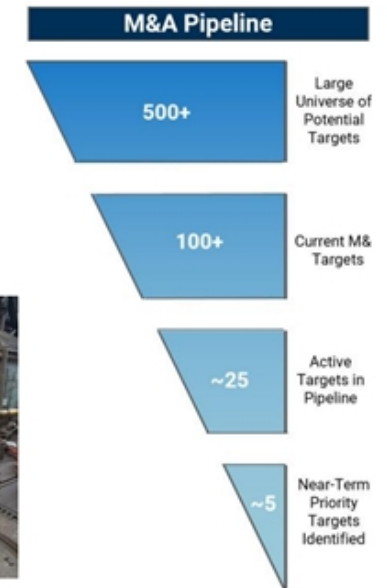 M&A Pipeline
500+
Large
Universe of
Potential
Targets
100+
Current M&
Targets
~25
Active
Targets in
Pipeline
~5
Near-Term
Priority
Targets
Identified